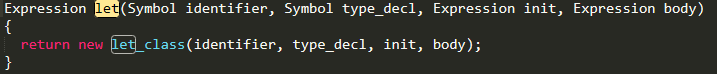 Expression let(Symbol identifier, Symbol type_decl, Expression init, Expression body)
{
  return new let_class(identifier, type_decl, init, body);
}